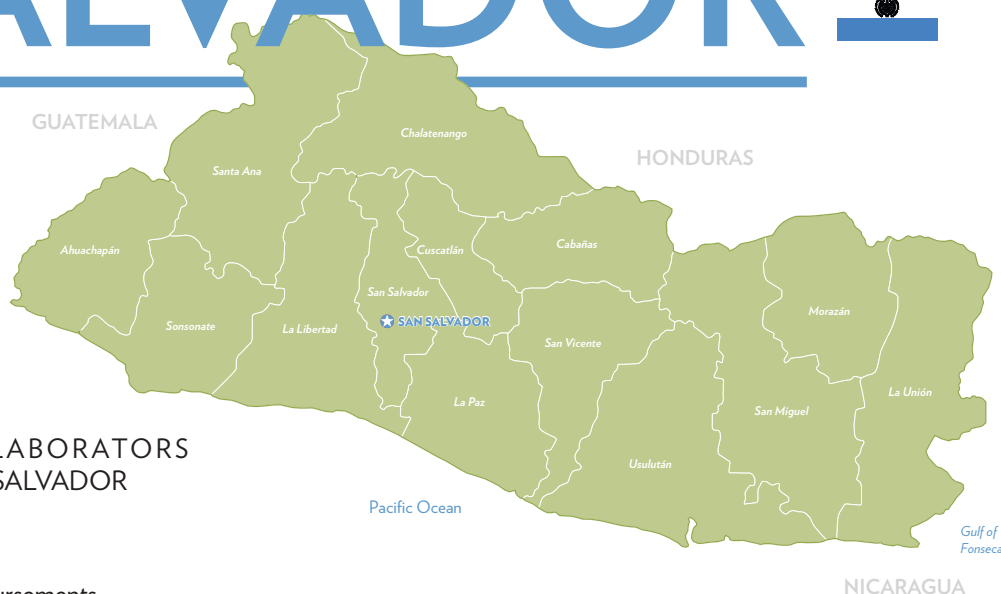 ALVADOR
GUATEMALA
HONDURAS
Chalatenango
Santa Ana
Ahuachapán
Cuscatlán
Cabañas
San Salvador
SAN SALVADOR
Morazán
Sonsonate
La Libertad
San Vicente
La Unión
La Paz
San Miguel
Usulután
LABORATORS
SALVADOR
Pacific Ocean
Gulf of
Fonseca
NICARAGUA
ursements